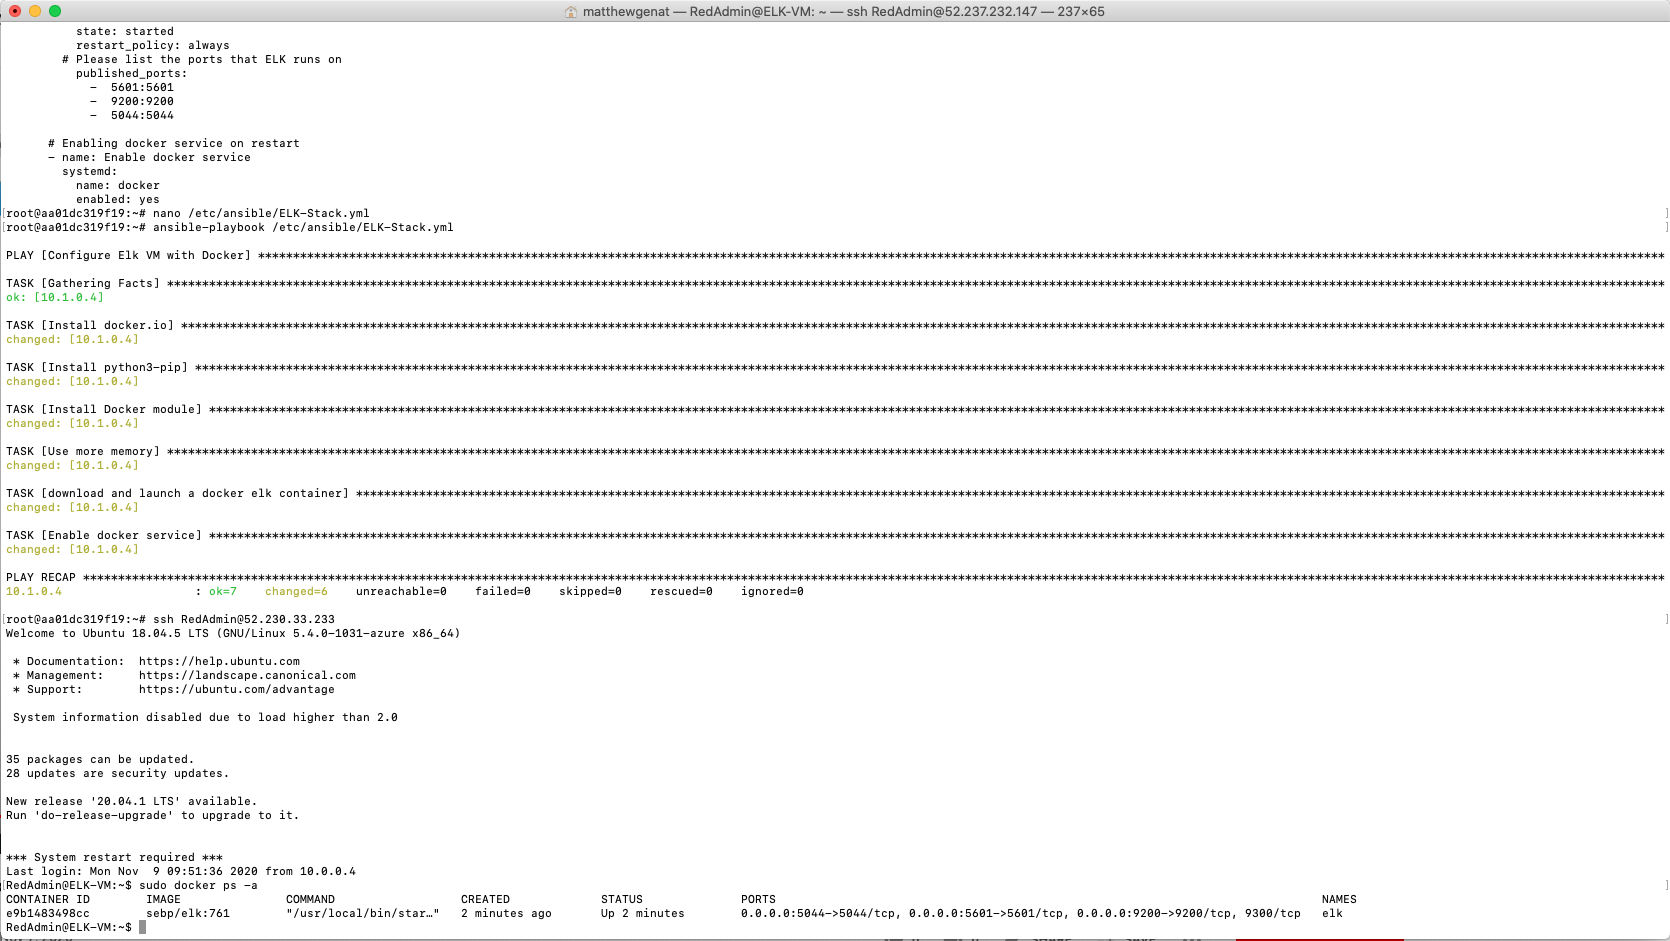 matthewgenat — RedAdmin@ELK-VM: ~ — ssh RedAdmin@52.237.232.147 — 237×65
state: started
restart_policy: always
# Please list the ports that ELK runs on
published_ports:
-  5601:5601
-  9200:9200
-  5044:5044
# Enabling docker service on restart
- name: Enable docker service
systemd:
name: docker
enabled: yes
[root@aa01dc319f19:~# nano /etc/ansible/ELK-Stack.yml ]
[root@aa01dc319f19:~# ansible-playbook /etc/ansible/ELK-Stack.yml ]
PLAY [Configure Elk VM with Docker] ****
TASK [Gathering Facts] ****
ok: [10.1.0.4]
TASK [Install docker.io] ****
changed: [10.1.0.4]
TASK [Install python3-pip] ****
changed: [10.1.0.4]
TASK [Install Docker module] ****
changed: [10.1.0.4]
TASK [Use more memory] ****
changed: [10.1.0.4]
TASK [download and launch a docker elk container] ****
changed: [10.1.0.4]
TASK [Enable docker service] ****
changed: [10.1.0.4]
PLAY RECAP ****
10.1.0.4 : ok=7 changed=6 unreachable=0 failed=0 skipped=0 rescued=0 ignored=0
[root@aa01dc319f19:~# ssh RedAdmin@52.230.33.233 ]
Welcome to Ubuntu 18.04.5 LTS (GNU/Linux 5.4.0-1031-azure x86_64)
* Documentation:  https://help.ubuntu.com
* Management:     https://landscape.canonical.com
* Support:        https://ubuntu.com/advantage
System information disabled due to load higher than 2.0
35 packages can be updated.
28 updates are security updates.
New release '20.04.1 LTS' available.
Run 'do-release-upgrade' to upgrade to it.
*** System restart required ***
Last login: Mon Nov  9 09:51:36 2020 from 10.0.0.4
[RedAdmin@ELK-VM:~$ sudo docker ps -a ]
CONTAINER ID IMAGE COMMAND CREATED STATUS PORTS NAMES
e9b1483498cc sebp/elk:761 "/usr/local/bin/star…" 2 minutes ago Up 2 minutes 0.0.0.0:5044->5044/tcp, 0.0.0.0:5601->5601/tcp, 0.0.0.0:9200->9200/tcp, 9300/tcp elk
RedAdmin@ELK-VM:~$